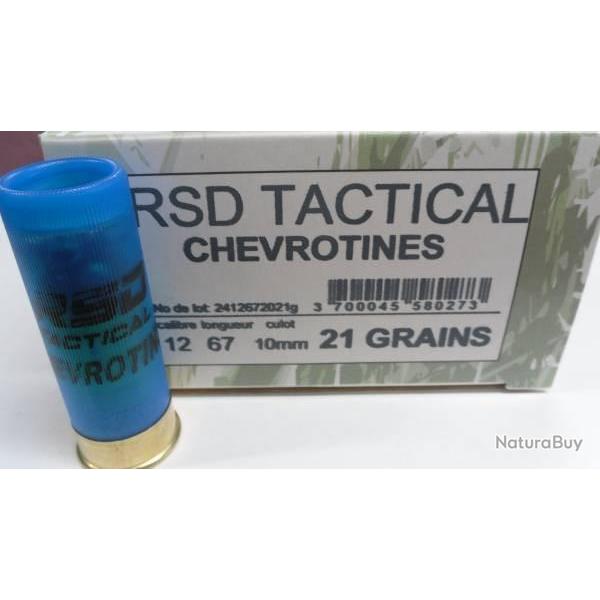 RSD TACTICAL
CHEVROTINES
No de lot: 2412672021g
3 700045 580273
calibre longueur culot
12 67 10mm 21 GRAINS
RSD
TACTICAL
CHEVROTIN
NaturaBuy